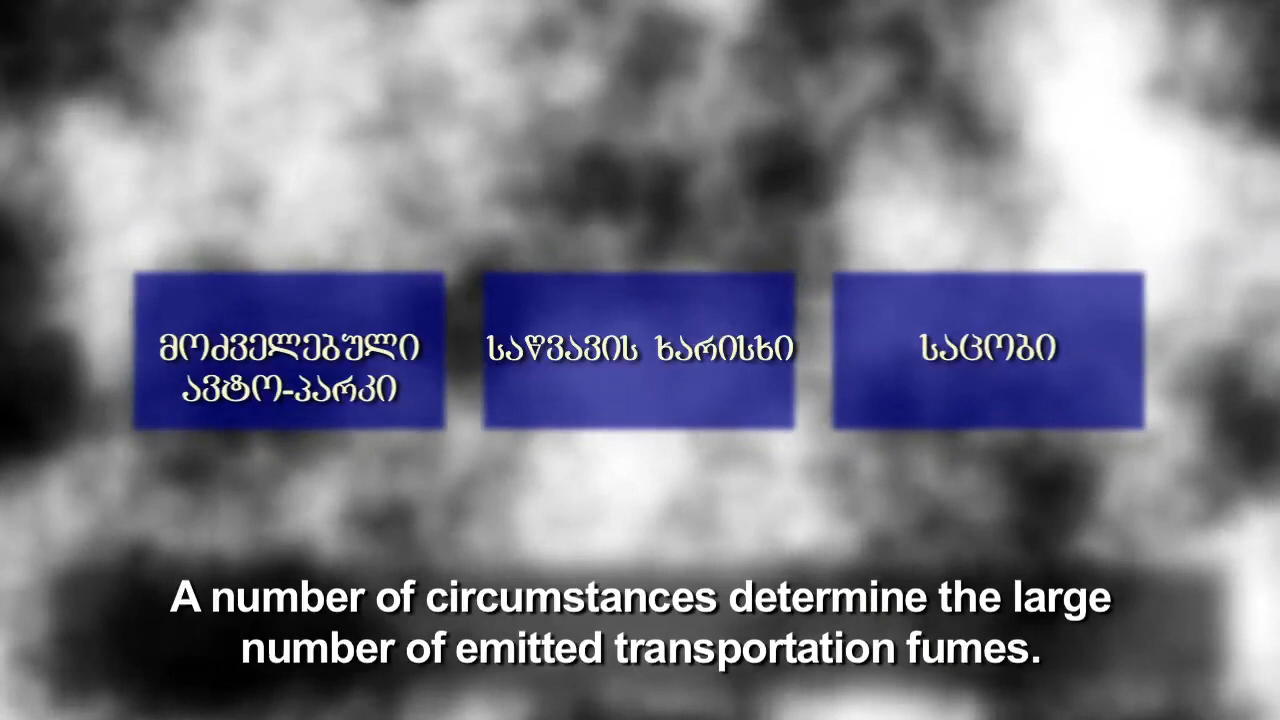 მოძველებული
ავტო-პარკი
საწვავის ხარისხი
საცობი
A number of circumstances determine the large
number of emitted transportation fumes.